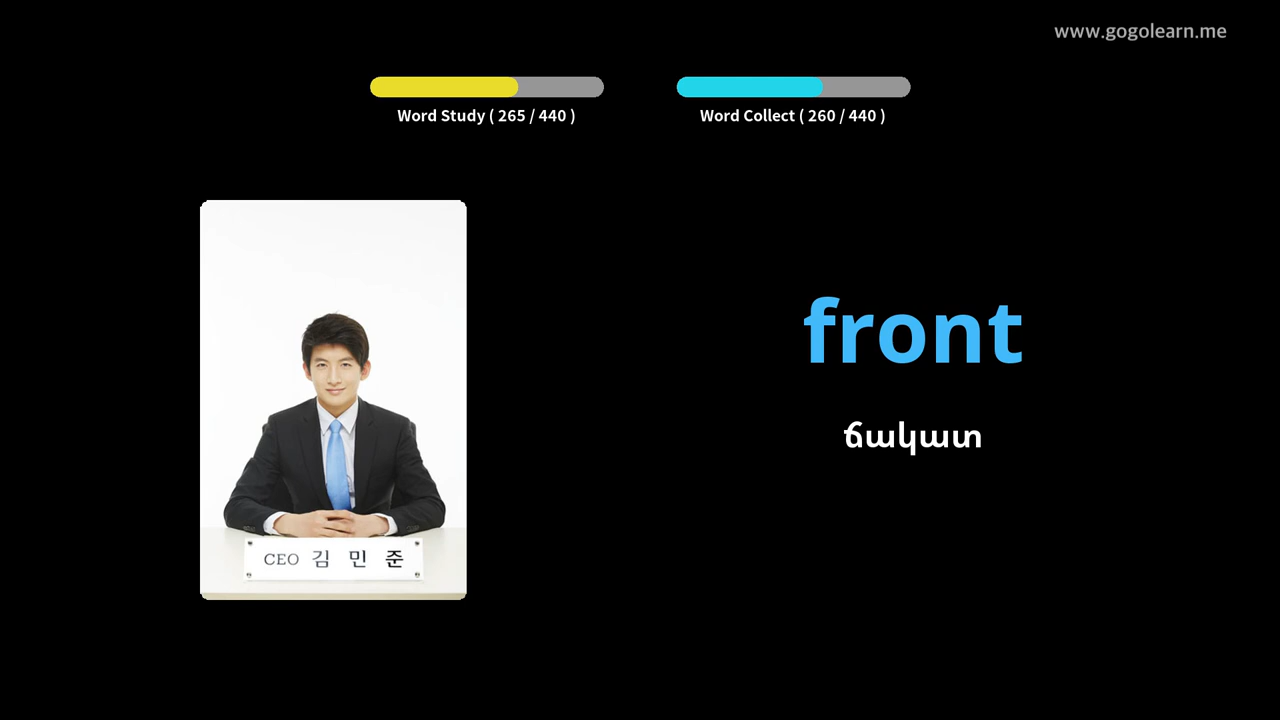 www.gogolearn.me
Word Study ( 265 / 440 )
Word Collect ( 260 / 440 )
front
ճակատ
CEO 김 민 준